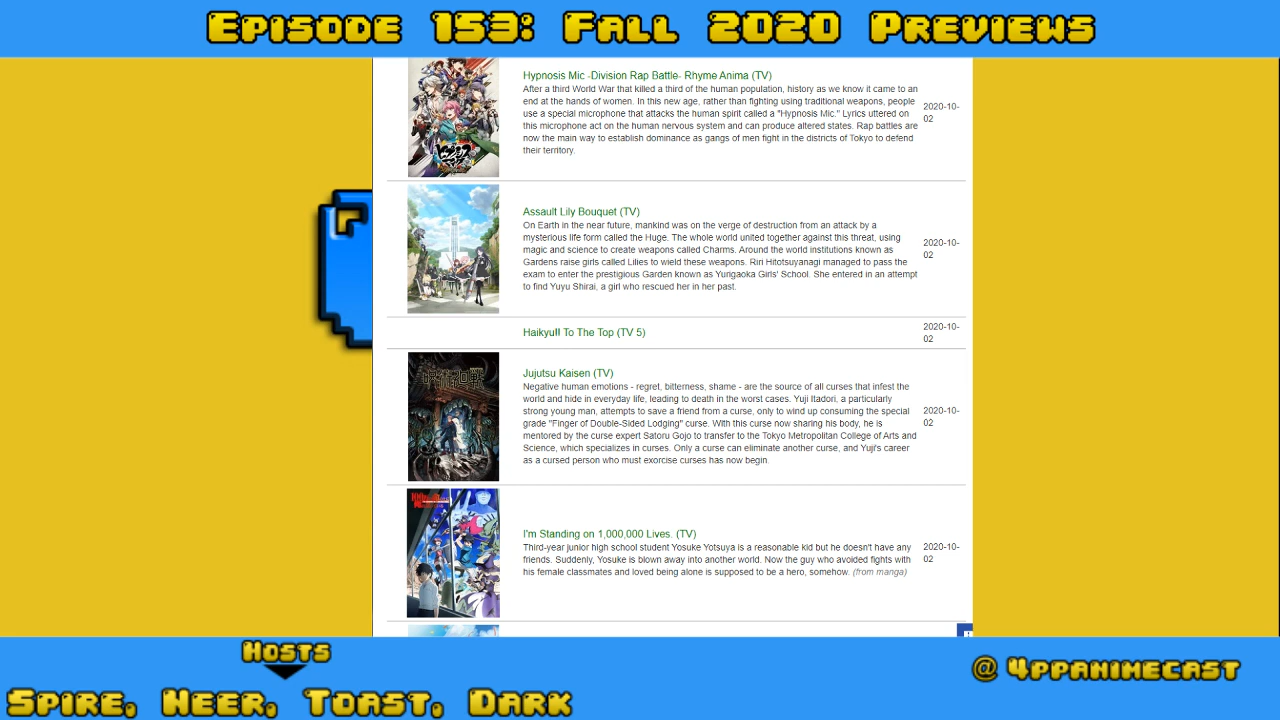 Episode 153: Fall 2020 Previews
Hypnosis Mic -Division Rap Battle- Rhyme Anima (TV)
After a third World War that killed a third of the human population, history as we know it came to an
end at the hands of women. In this new age, rather than fighting using traditional weapons, people
use a special microphone that attacks the human spirit called a "Hypnosis Mic." Lyrics uttered on
this microphone act on the human nervous system and can produce altered states. Rap battles are
now the main way to establish dominance as gangs of men fight in the districts of Tokyo to defend
their territory.
2020-10-
02
Assault Lily Bouquet (TV)
On Earth in the near future, mankind was on the verge of destruction from an attack by a
mysterious life form called the Huge. The whole world united together against this threat, using
magic and science to create weapons called Charms. Around the world institutions known as
Gardens raise girls called Lilies to wield these weapons. Riri Hitotsuyanagi managed to pass the
exam to enter the prestigious Garden known as Yurigaoka Girls' School. She entered in an attempt
to find Yuyu Shirai, a girl who rescued her in her past.
2020-10-
02
Haikyu!! To The Top (TV 5)
2020-10-
02
呪術廻戦
Jujutsu Kaisen (TV)
Negative human emotions - regret, bitterness, shame - are the source of all curses that infest the
world and hide in everyday life, leading to death in the worst cases. Yuji Itadori, a particularly
strong young man, attempts to save a friend from a curse, only to wind up consuming the special
grade "Finger of Double-Sided Lodging" curse. With this curse now sharing his body, he is
mentored by the curse expert Satoru Gojo to transfer to the Tokyo Metropolitan College of Arts and
Science, which specializes in curses. Only a curse can eliminate another curse, and Yuji's career
as a cursed person who must exorcise curses has now begin.
2020-10-
02
I'm Standing on 1,000,000 Lives. (TV)
Third-year junior high school student Yosuke Yotsuya is a reasonable kid but he doesn't have any
friends. Suddenly, Yosuke is blown away into another world. Now the guy who avoided fights with
his female classmates and loved being alone is supposed to be a hero, somehow. (from manga)
2020-10-
02
Hosts
Spire, Neer, Toast, Dark
@ 4ppanimecast